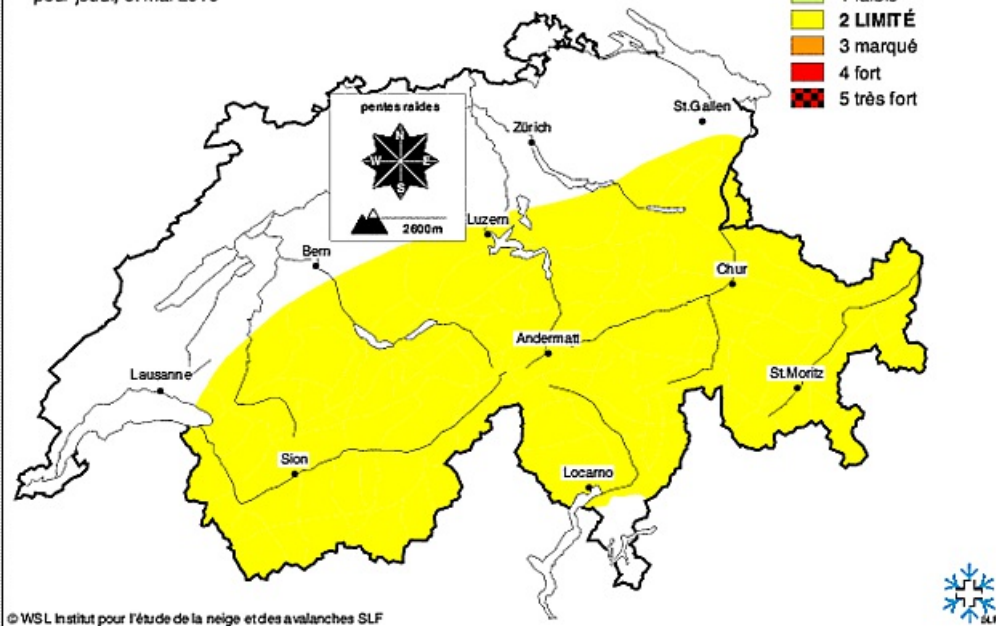 2 LIMITÉ
3 marqué
4 fort
5 très fort
pentes raides
N
W E
S
2600m
St.Gallen
Zürich
Luzern
Bern
Chur
Andermatt
Lausanne
St.Moritz
Sion
Locarno
© WSL Institut pour l'étude de la neige et des avalanches SLF
SLF